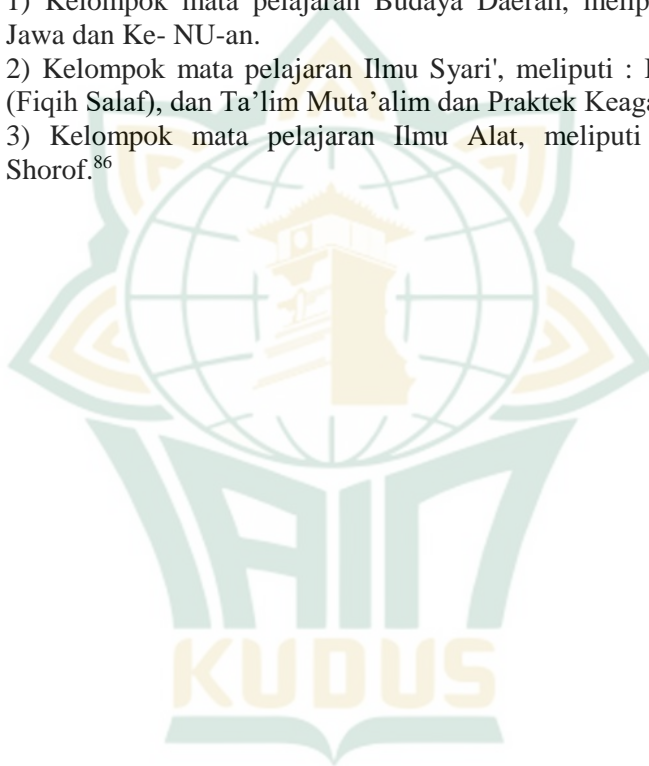 1) Kelompok mata pelajaran Budaya Daerah, melip
Jawa dan Ke- NU-an.
2) Kelompok mata pelajaran Ilmu Syari', meliputi :
(Fiqih Salaf), dan Ta’lim Muta’alim dan Praktek Keaga
3) Kelompok mata pelajaran Ilmu Alat, meliputi
Shorof.86
IAIN
KUDUS